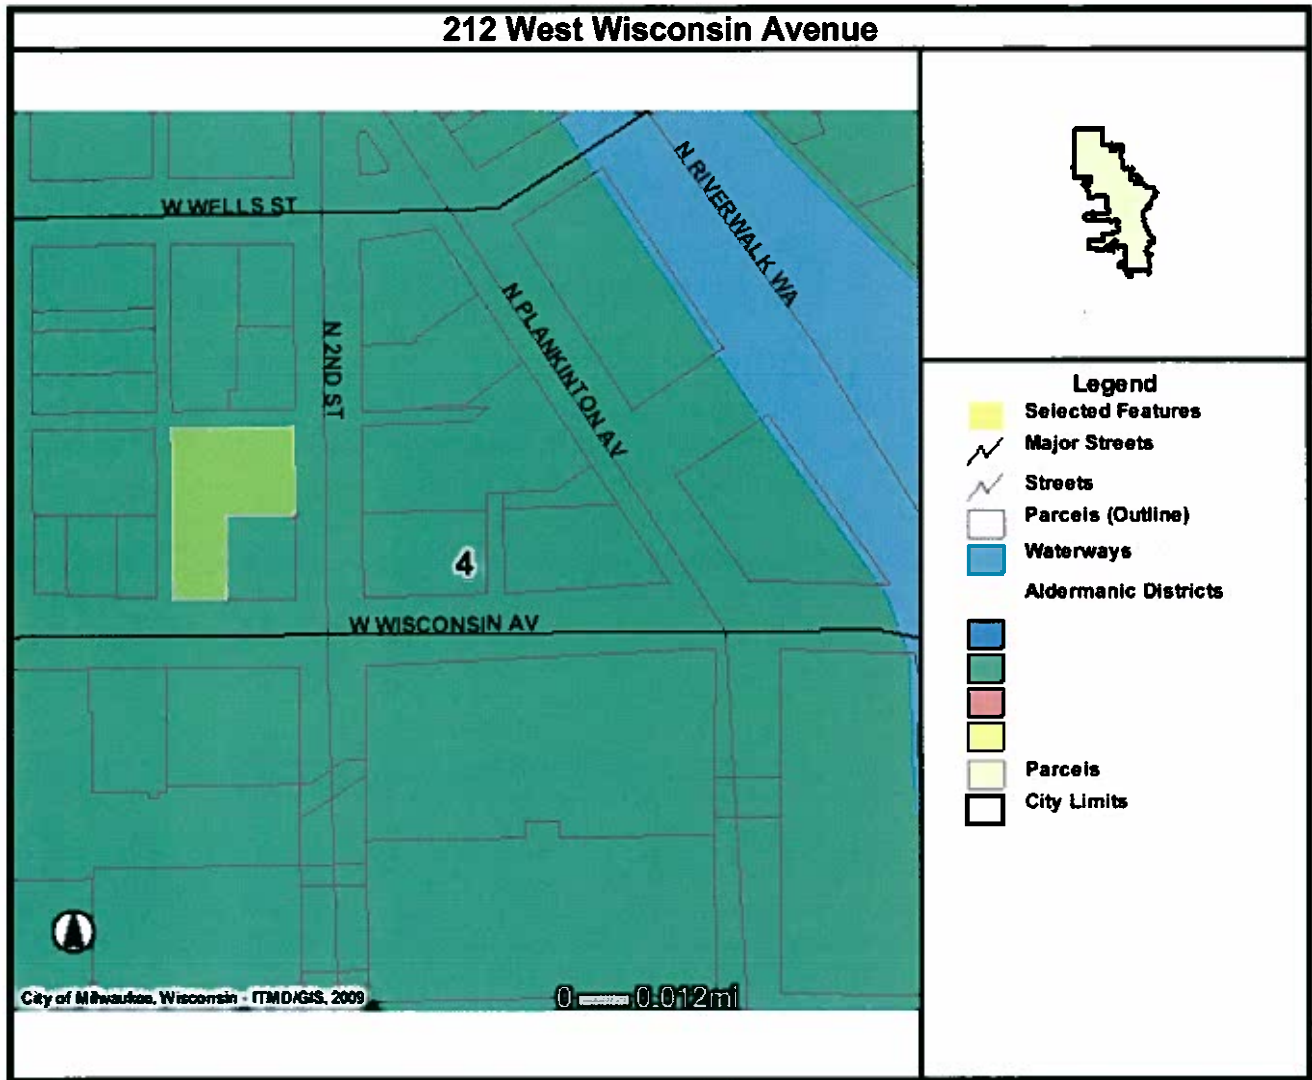 212 West Wisconsin Avenue
W WELLS ST
N RIVERWALK WA
N PLANKINTON AV
N 2ND ST
4
W WISCONSIN AV
City of Milwaukee, Wisconsin - ITMD/GIS, 2009
0 0.012mi
Legend
Selected Features
Major Streets
Streets
Parcels (Outline)
Waterways
Aldermanic Districts
Parcels
City Limits